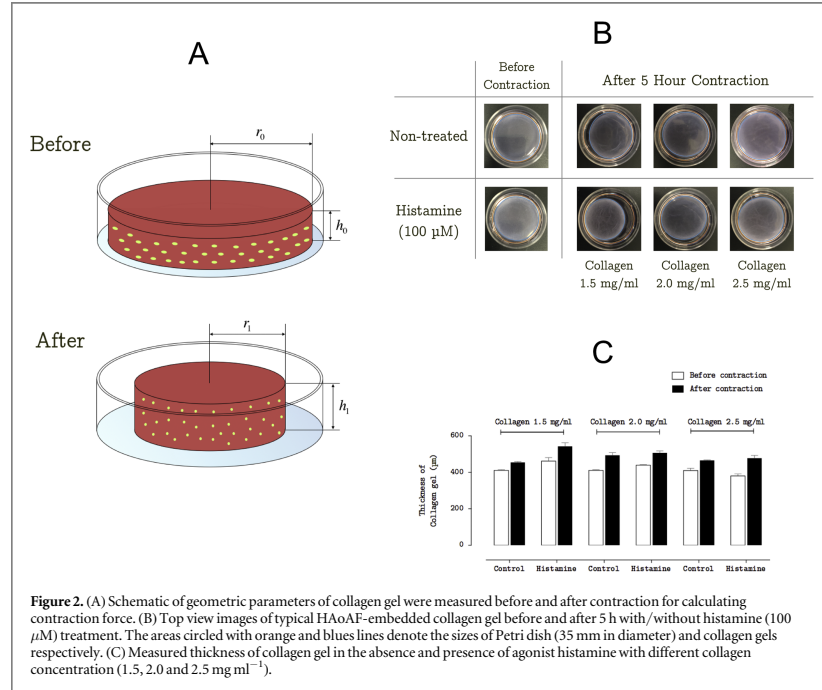 A
Before
r0
h0
After
r1
h1
B
Before
Contraction
After 5 Hour Contraction
Non-treated
Histamine
(100 µM)
Collagen
1.5 mg/ml
Collagen
2.0 mg/ml
Collagen
2.5 mg/ml
C
Before contraction
After contraction
Collagen 1.5 mg/ml
Collagen 2.0 mg/ml
Collagen 2.5 mg/ml
Thickness of
Collagen gel (µm)
600
400
200
0
Control
Histamine
Control
Histamine
Control
Histamine
Figure 2. (A) Schematic of geometric parameters of collagen gel were measured before and after contraction for calculating
contraction force. (B) Top view images of typical HAoAF-embedded collagen gel before and after 5 h with/without histamine (100
µM) treatment. The areas circled with orange and blues lines denote the sizes of Petri dish (35 mm in diameter) and collagen gels
respectively. (C) Measured thickness of collagen gel in the absence and presence of agonist histamine with different collagen
concentration (1.5, 2.0 and 2.5 mg ml⁻¹).